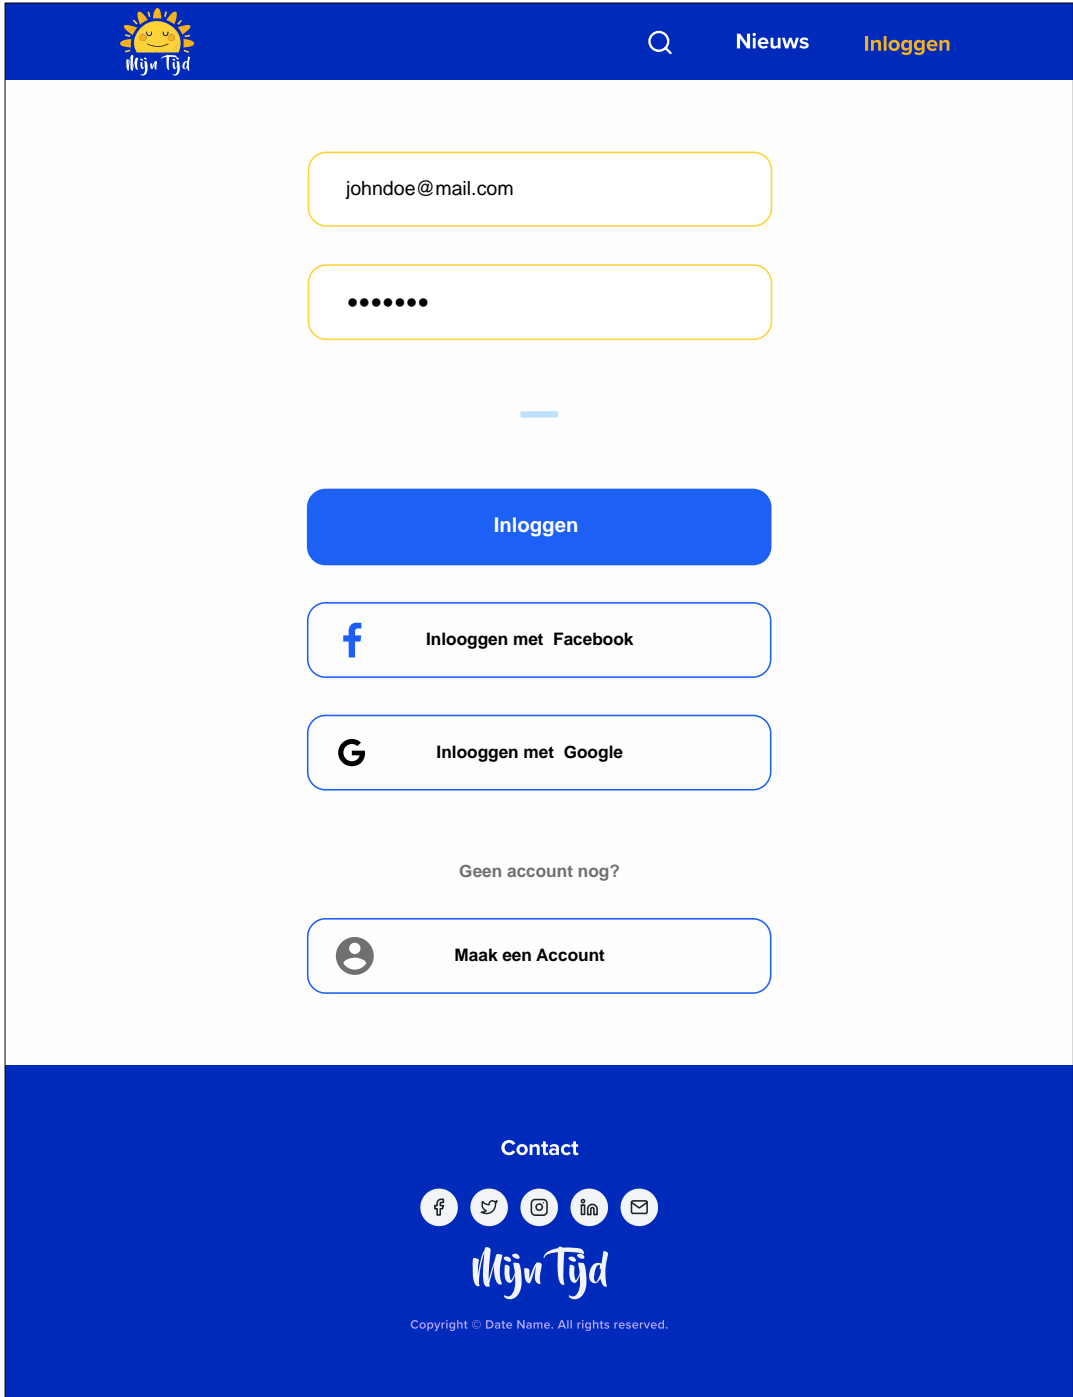 Mijn Tijd
Nieuws
Inloggen
johndoe@mail.com
•••••••
Inloggen
Inlooggen met  Facebook
Inlooggen met  Google
Geen account nog?
Maak een Account
Contact
Mijn Tijd
Copyright © Date Name. All rights reserved.